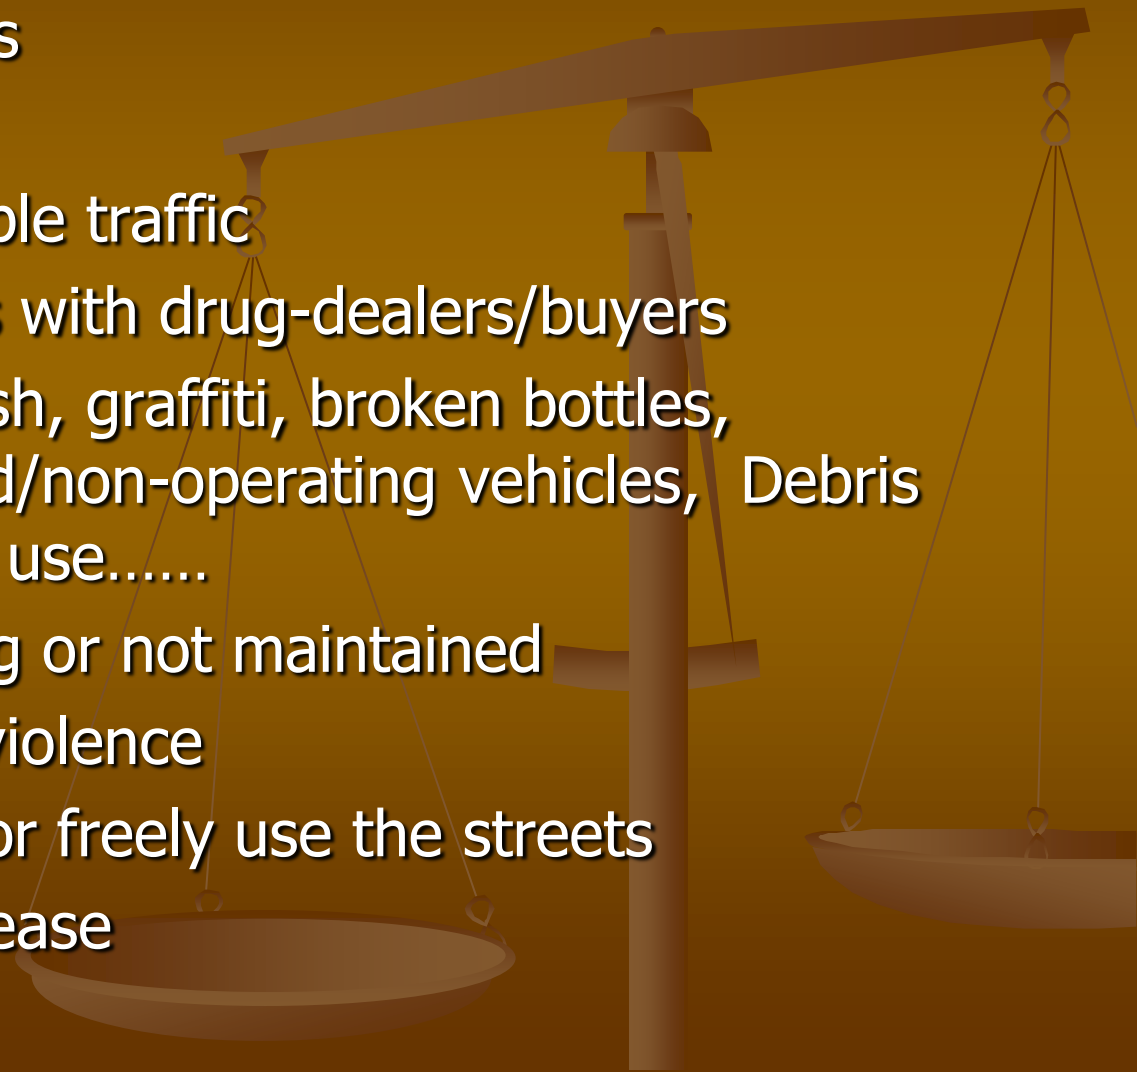 s
ple traffic
s with drug-dealers/buyers
sh, graffiti, broken bottles,
d/non-operating vehicles,  Debris
use......
g or not maintained
violence
or freely use the streets
ease